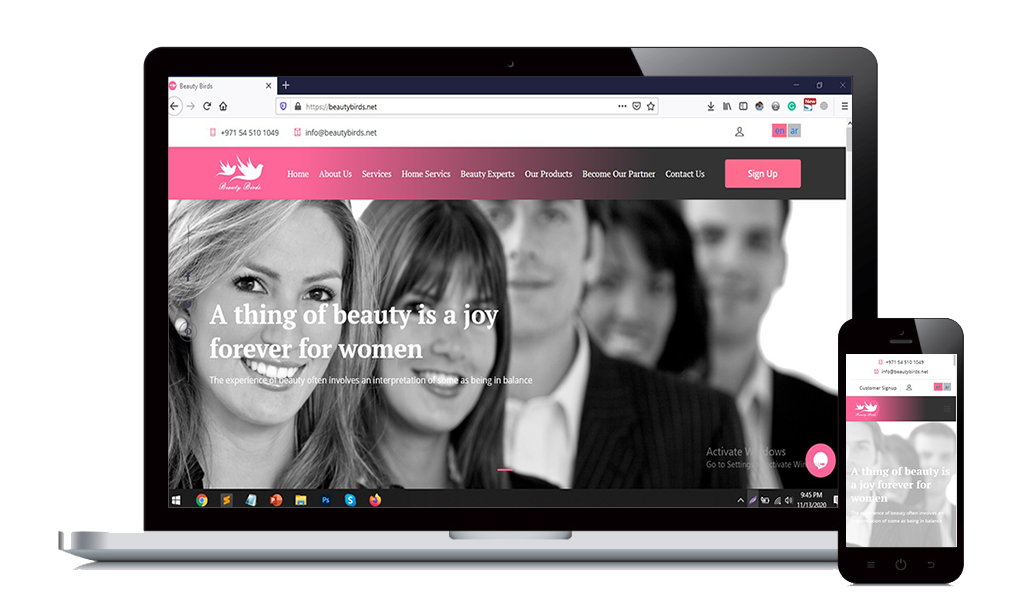 Beauty Birds
https://beautybirds.net
New
+971 54 510 1049
info@beautybirds.net
en ar
Beauty Birds
Home About Us Services Home Servics Beauty Experts Our Products Become Our Partner Contact Us
Sign Up
A thing of beauty is a joy
forever for women
The experience of beauty often involves an interpretation of some as being in balance
Activate Windows
Go to Settings
Ps
9:45 PM
11/13/2020
+971 54 510 1049
info@beautybirds.net
Customer Signup
en ar
Beauty Birds
A thing of beauty is
a joy forever for
women
The experience of beauty often involves an
interpretation of some as being in balance